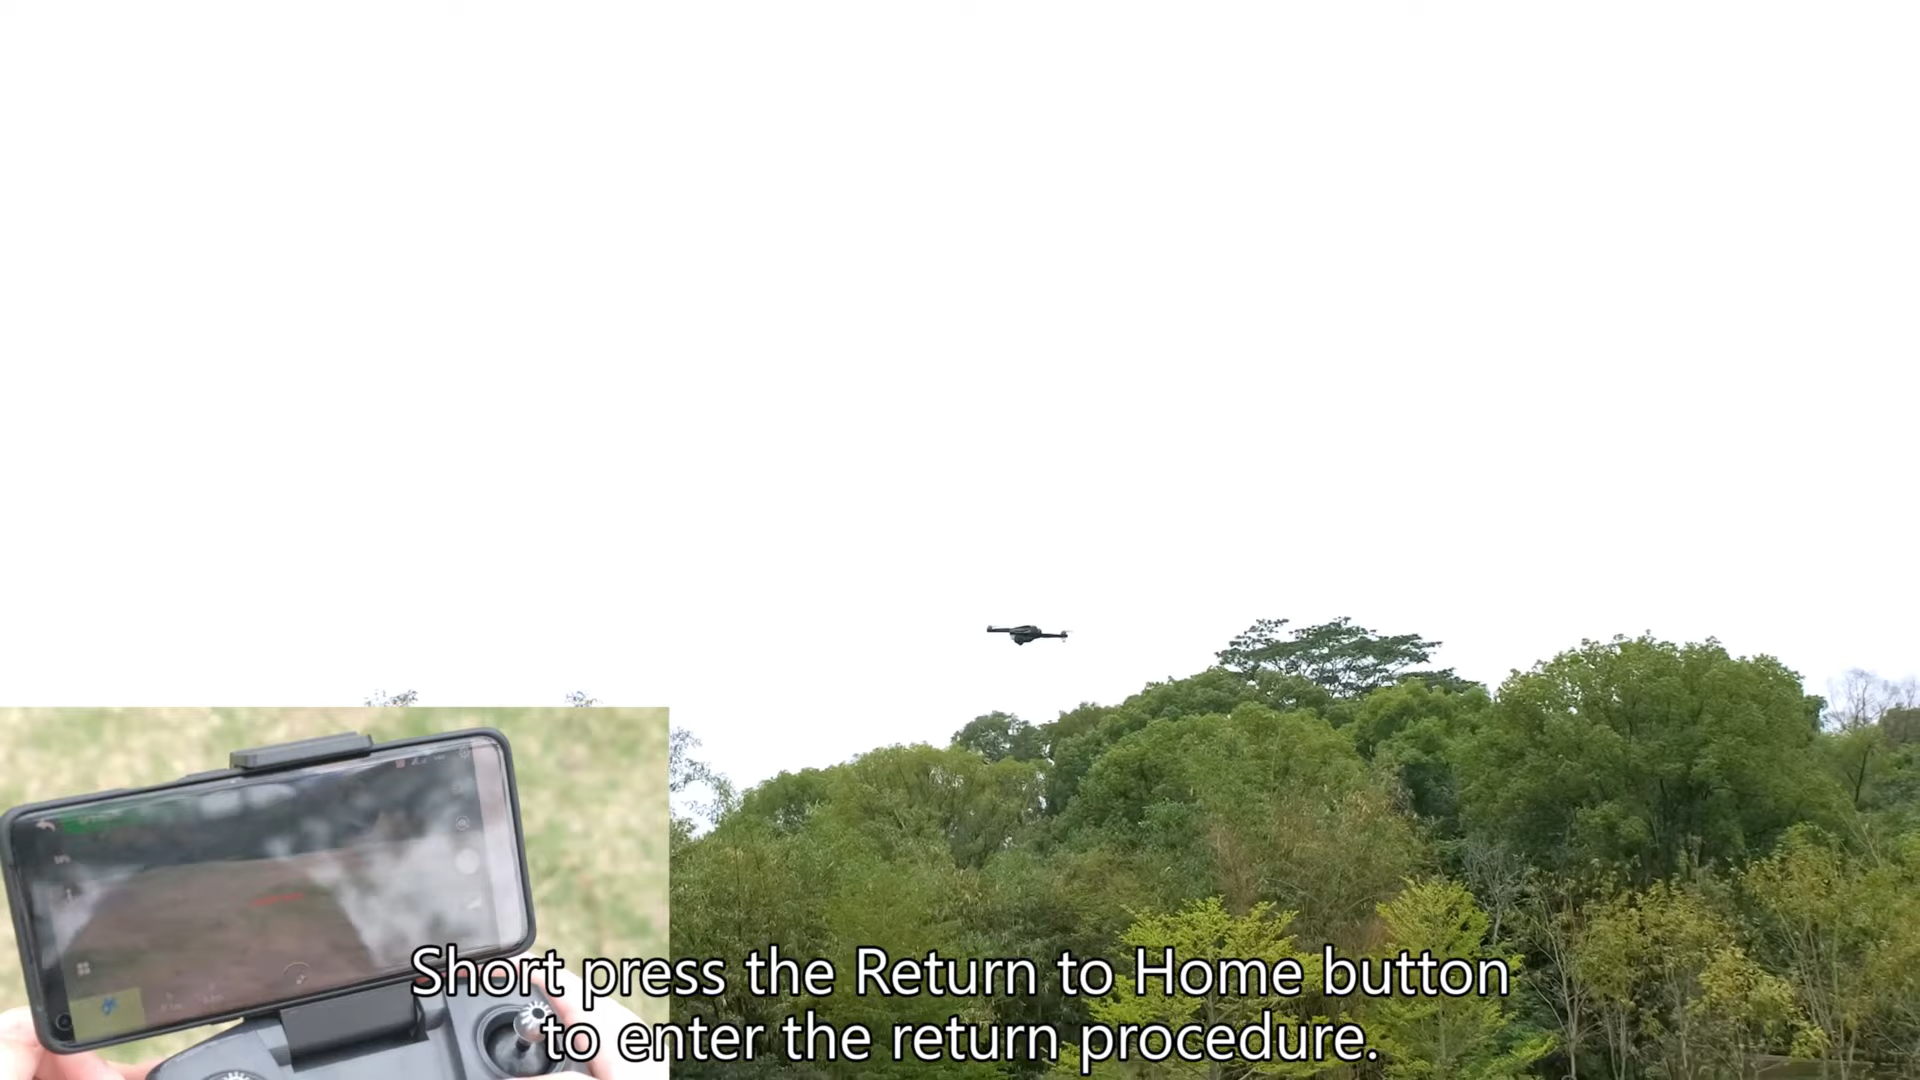 Short press the Return to Home button
to enter the return procedure.